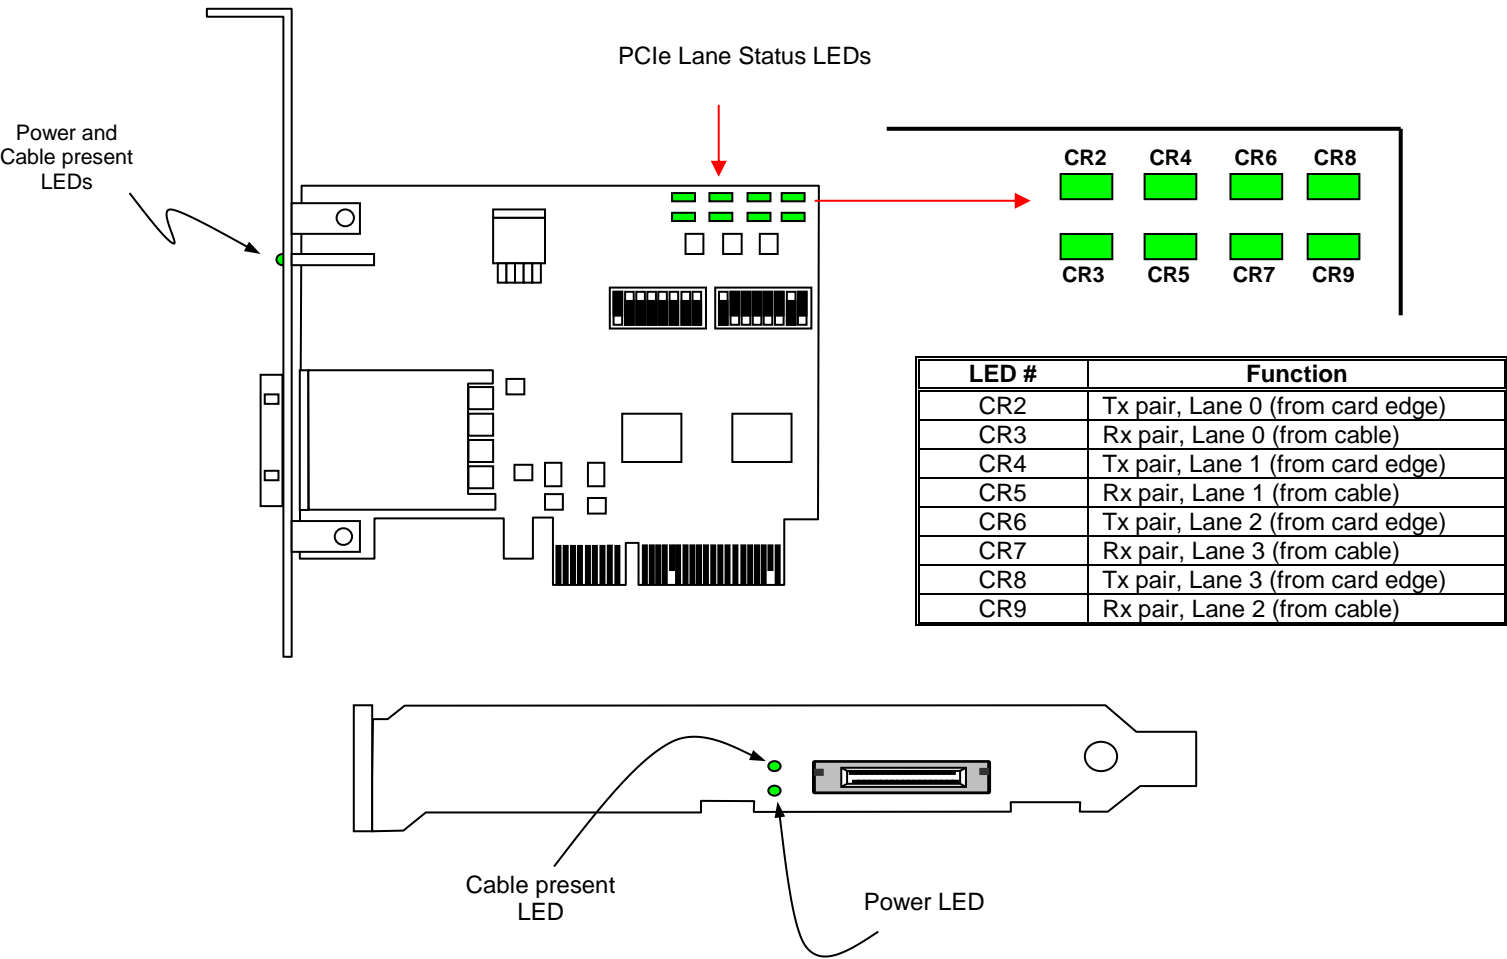 PCIe Lane Status LEDs
Power and
Cable present
LEDs
CR2 CR4 CR6 CR8
CR3 CR5 CR7 CR9
LED # Function
CR2 Tx pair, Lane 0 (from card edge)
CR3 Rx pair, Lane 0 (from cable)
CR4 Tx pair, Lane 1 (from card edge)
CR5 Rx pair, Lane 1 (from cable)
CR6 Tx pair, Lane 2 (from card edge)
CR7 Rx pair, Lane 3 (from cable)
CR8 Tx pair, Lane 3 (from card edge)
CR9 Rx pair, Lane 2 (from cable)
Cable present
LED
Power LED